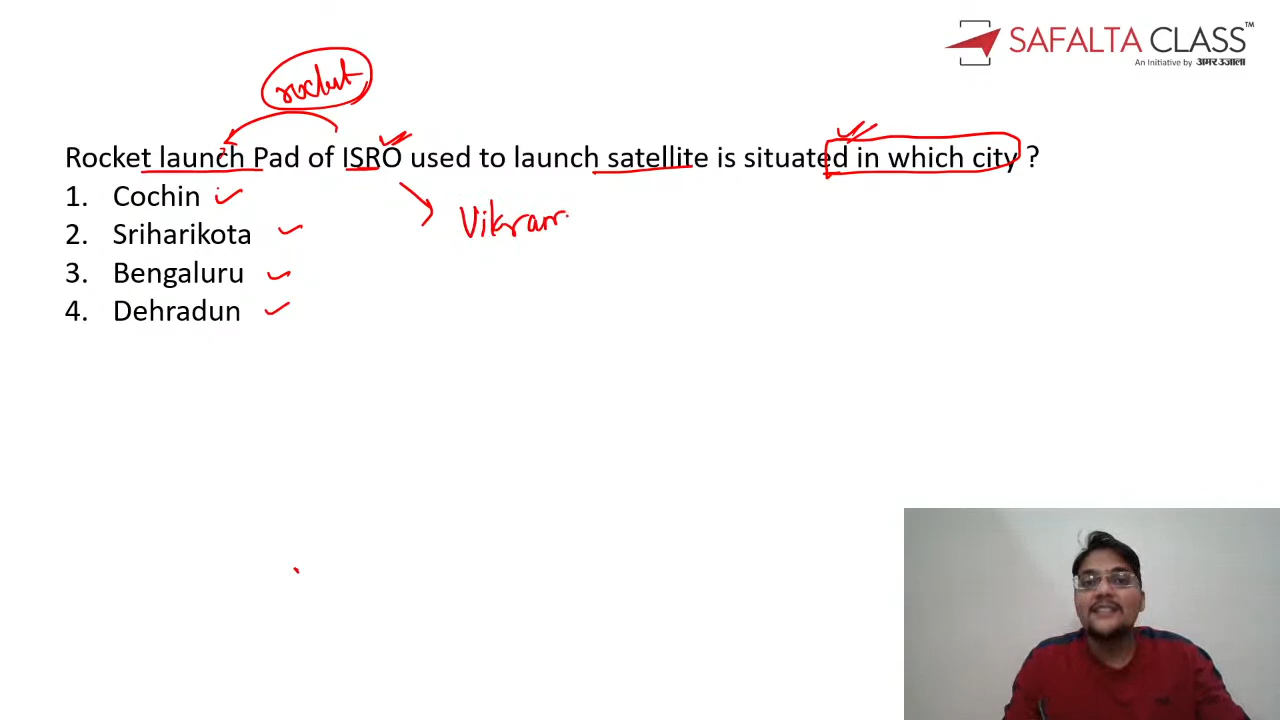 SAFALTA CLASS™
An Initiative by अमर उजाला
rocket
Rocket launch Pad of ISRO used to launch satellite is situated in which city ?
1. Cochin
2. Sriharikota
Vikram
3. Bengaluru
4. Dehradun